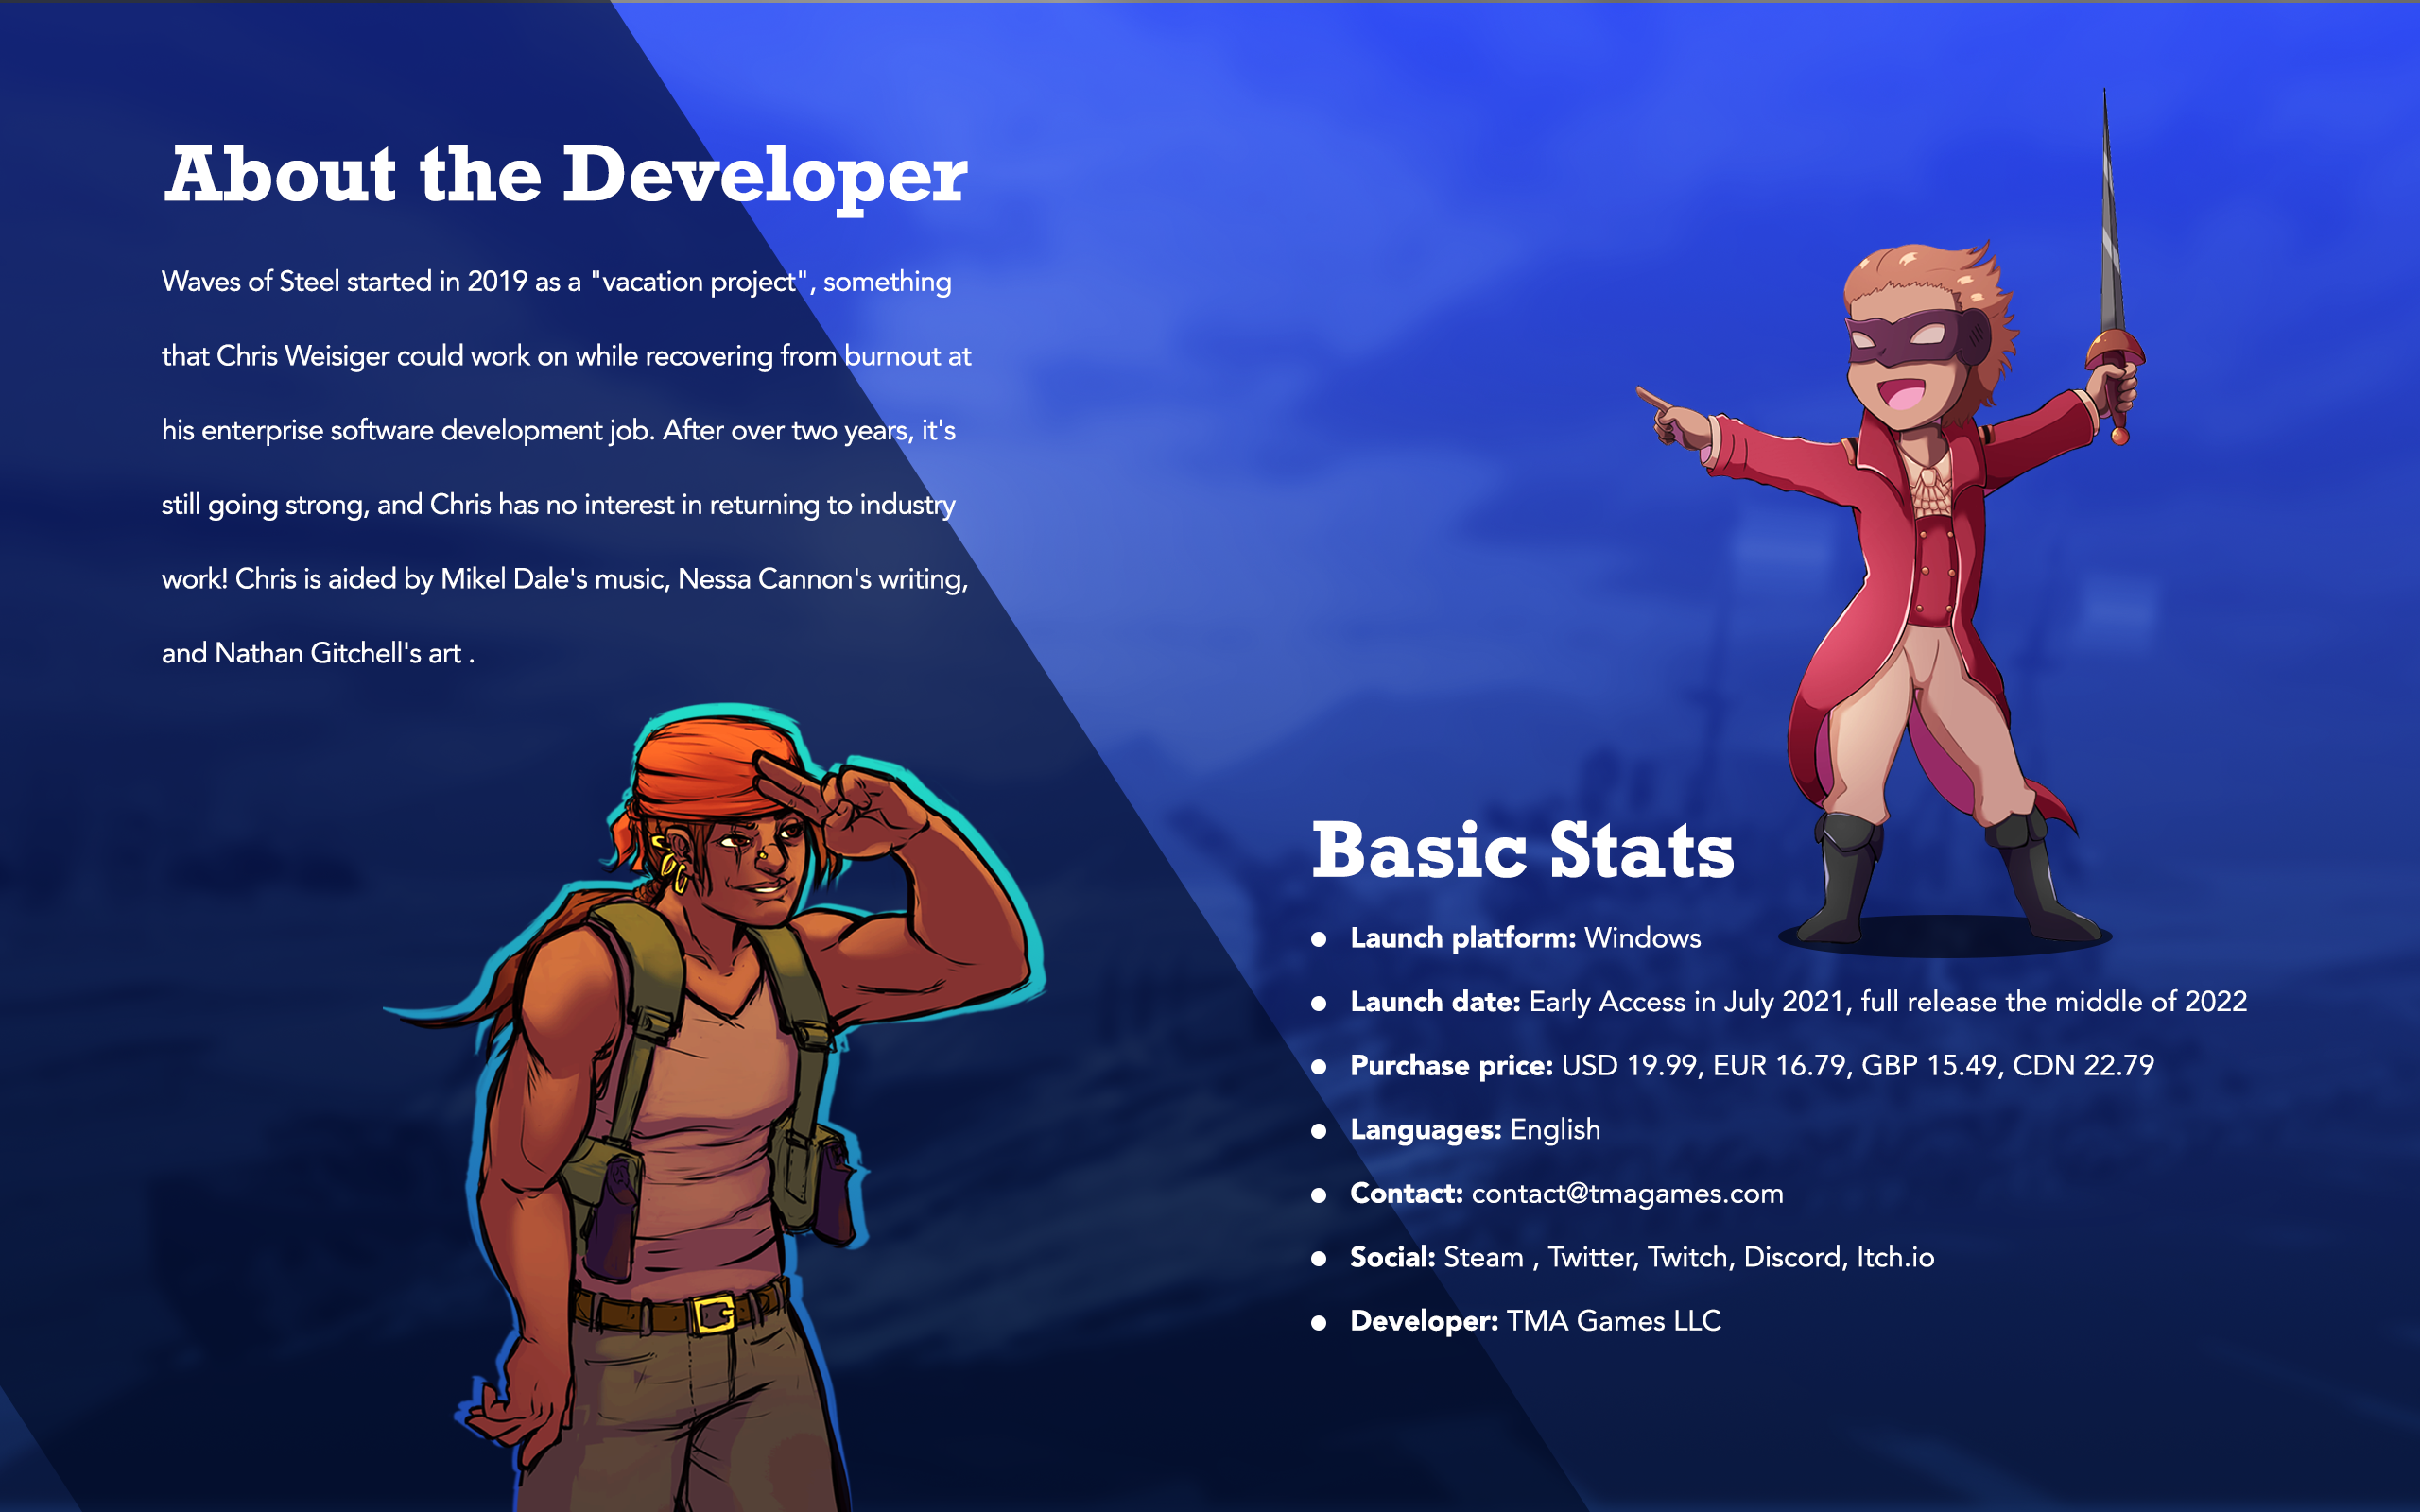 About the Developer
Waves of Steel started in 2019 as a "vacation project", something
that Chris Weisiger could work on while recovering from burnout at
his enterprise software development job. After over two years, it's
still going strong, and Chris has no interest in returning to industry
work! Chris is aided by Mikel Dale's music, Nessa Cannon's writing,
and Nathan Gitchell's art .
Basic Stats
● Launch platform: Windows
● Launch date: Early Access in July 2021, full release the middle of 2022
● Purchase price: USD 19.99, EUR 16.79, GBP 15.49, CDN 22.79
● Languages: English
● Contact: contact@tmagames.com
● Social: Steam , Twitter, Twitch, Discord, Itch.io
● Developer: TMA Games LLC